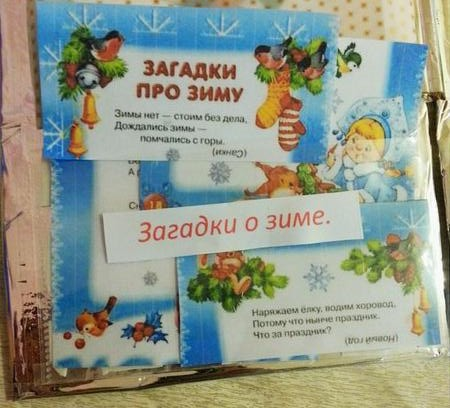 ЗАГАДКИ
ПРО ЗИМУ
Зимы нет — стоим без дела,
Дождались зимы —
помчались с горы.
(Санки)
Загадки о зиме.
Наряжаем ёлку, водим хоровод,
Потому что нынче праздник.
Что за праздник?
(Новый год)